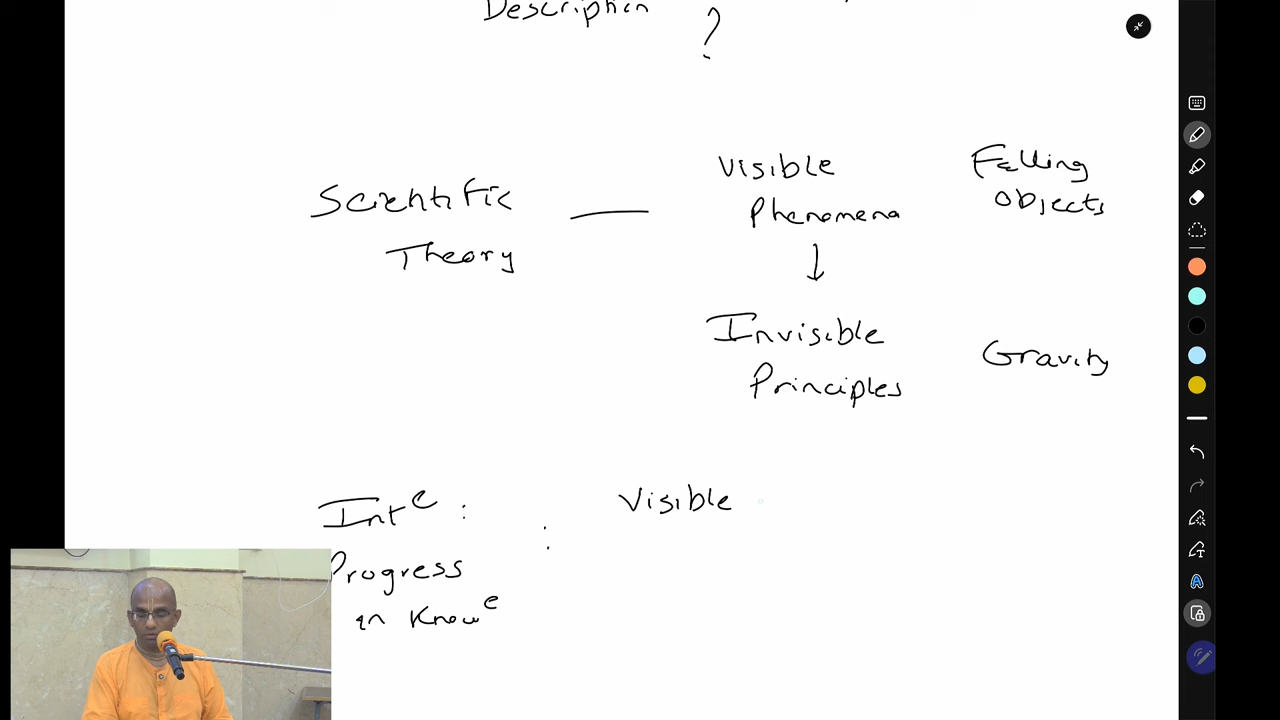 Description
?
Scientific Theory
Visible Phenomena
Falling Objects
↓
Invisible Principles
Gravity
Int^e :
: Visible
Progress
in Know^e